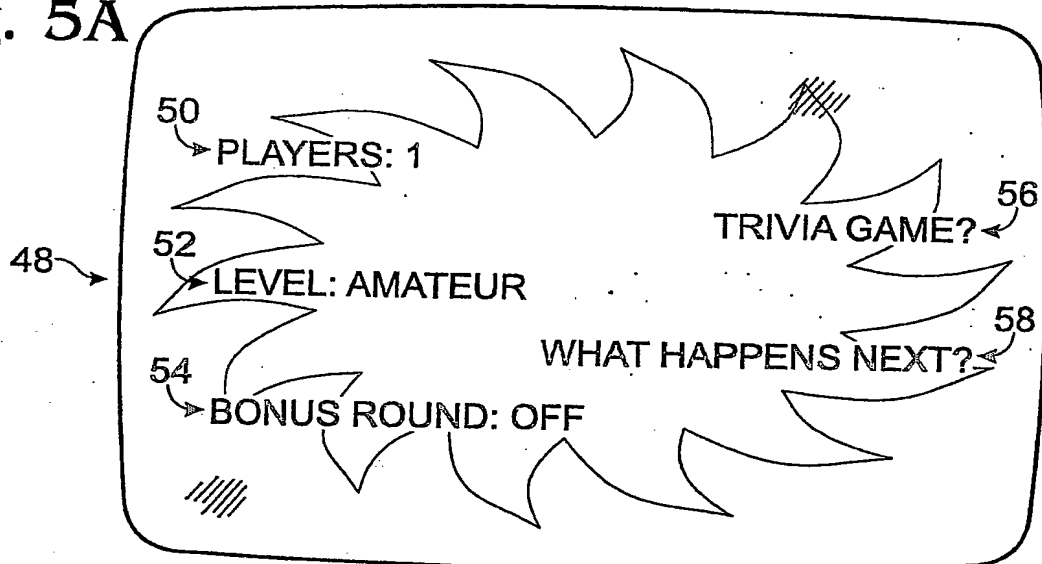 . 5A
50
PLAYERS: 1
56
TRIVIA GAME?
52
48
LEVEL: AMATEUR
58
WHAT HAPPENS NEXT?
54
BONUS ROUND: OFF